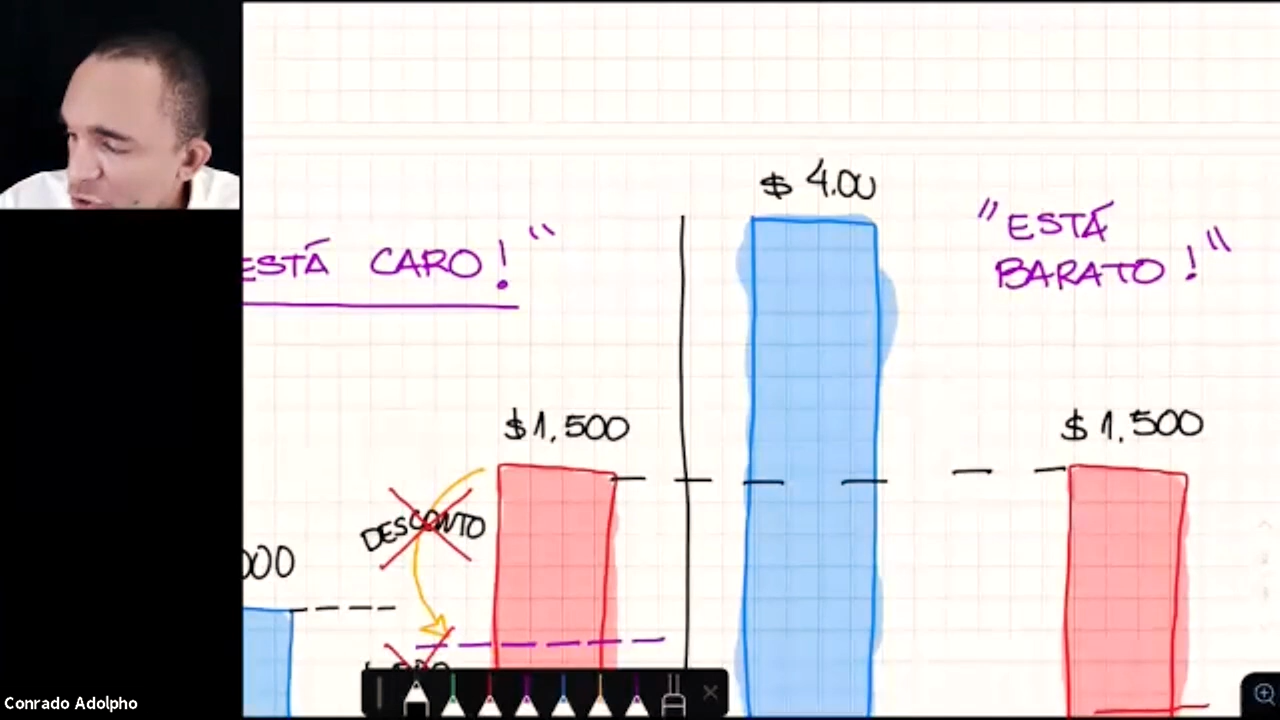 ESTÁ CARO!"
$ 4.00
"ESTÁ
BARATO!"
$1,500
$1,500
DESCONTO
000
Conrado Adolpho